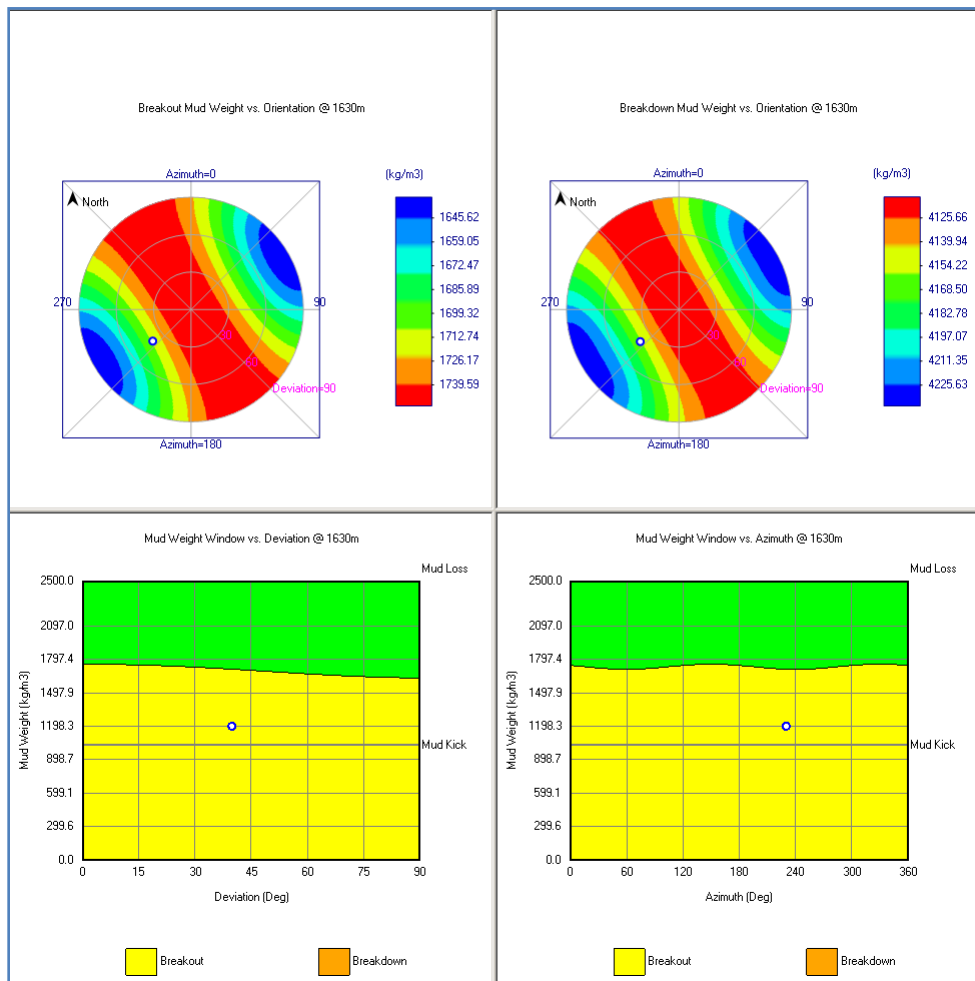 Breakout Mud Weight vs. Orientation @ 1630m
Azimuth=0
(kg/m3)
North
1645.62
1659.05
1672.47
1685.89
1699.32
1712.74
1726.17
1739.59
270
90
30
60
Deviation=90
Azimuth=180
Breakdown Mud Weight vs. Orientation @ 1630m
Azimuth=0
(kg/m3)
North
4125.66
4139.94
4154.22
4168.50
4182.78
4197.07
4211.35
4225.63
270
90
Deviation=90
Azimuth=180
Mud Weight Window vs. Deviation @ 1630m
Mud Loss
2500.0
2097.0
1797.4
1497.9
1198.3
898.7
599.1
299.6
0.0
Mud Weight (kg/m3)
Mud Kick
0 15 30 45 60 75 90
Deviation (Deg)
Breakout
Breakdown
Mud Weight Window vs. Azimuth @ 1630m
Mud Loss
2500.0
2097.0
1797.4
1497.9
1198.3
898.7
599.1
299.6
0.0
Mud Weight (kg/m3)
Mud Kick
0 60 120 180 240 300 360
Azimuth (Deg)
Breakout
Breakdown